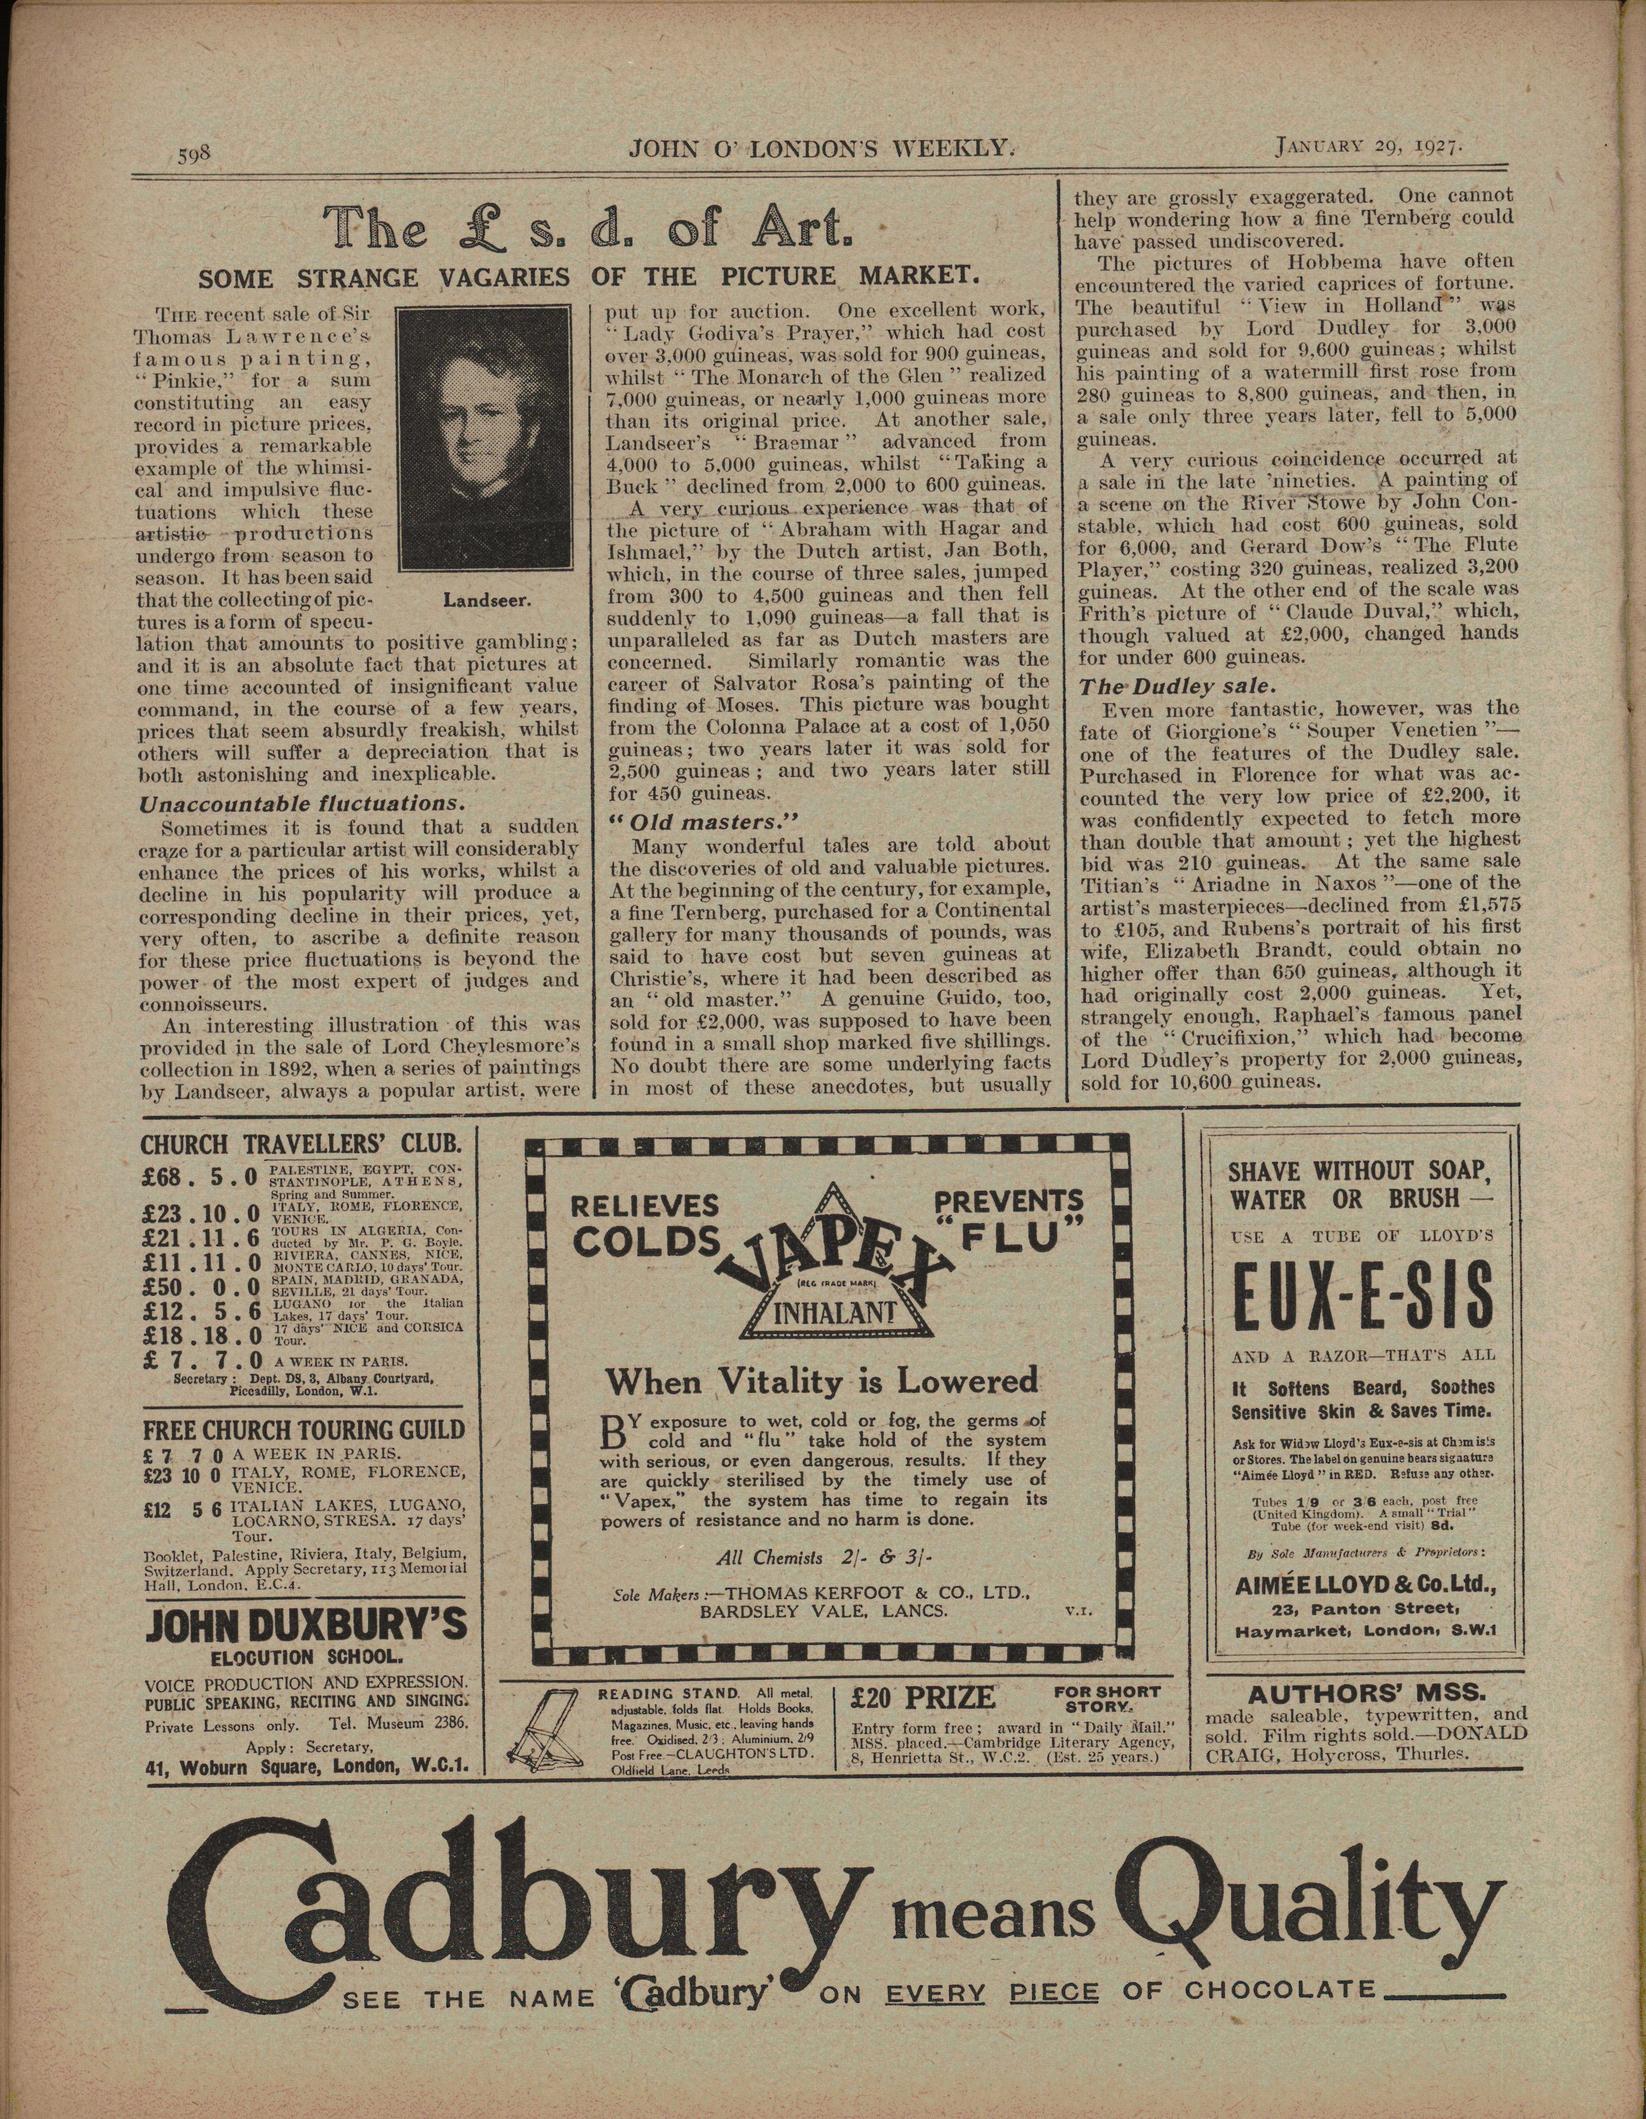 598
JOHN O' LONDON'S WEEKLY.
JANUARY 29, 1927.
The £ s. d. of Art.
SOME STRANGE VAGARIES OF THE PICTURE MARKET.
THE recent sale of Sir
Thomas Lawrence's
famous painting,
"Pinkie," for a sum
constituting an easy
record in picture prices,
provides a remarkable
example of the whimsi-
cal and impulsive fluc-
tuations which these
artistic productions
undergo from season to
season. It has been said
that the collecting of pic-
tures is a form of specu-
lation that amounts to positive gambling;
and it is an absolute fact that pictures at
one time accounted of insignificant value
command, in the course of a few years,
prices that seem absurdly freakish, whilst
others will suffer a depreciation that is
both astonishing and inexplicable.
Landseer.
Unaccountable fluctuations.
Sometimes it is found that a sudden
craze for a particular artist will considerably
enhance the prices of his works, whilst a
decline in his popularity will produce a
corresponding decline in their prices, yet,
very often, to ascribe a definite reason
for these price fluctuations is beyond the
power of the most expert of judges and
connoisseurs.
An interesting illustration of this was
provided in the sale of Lord Cheylesmore's
collection in 1892, when a series of paintings
by Landseer, always a popular artist, were
put up for auction. One excellent work,
"Lady Godiva's Prayer," which had cost
over 3,000 guineas, was sold for 900 guineas,
whilst "The Monarch of the Glen" realized
7,000 guineas, or nearly 1,000 guineas more
than its original price. At another sale,
Landseer's "Braemar" advanced from
4,000 to 5,000 guineas, whilst "Taking a
Buck" declined from 2,000 to 600 guineas.
A very curious experience was that of
the picture of "Abraham with Hagar and
Ishmael," by the Dutch artist, Jan Both,
which, in the course of three sales, jumped
from 300 to 4,500 guineas and then fell
suddenly to 1,090 guineas—a fall that is
unparalleled as far as Dutch masters are
concerned. Similarly romantic was the
career of Salvator Rosa's painting of the
finding of Moses. This picture was bought
from the Colonna Palace at a cost of 1,050
guineas; two years later it was sold for
2,500 guineas; and two years later still
for 450 guineas.
"Old masters."
Many wonderful tales are told about
the discoveries of old and valuable pictures.
At the beginning of the century, for example,
a fine Ternberg, purchased for a Continental
gallery for many thousands of pounds, was
said to have cost but seven guineas at
Christie's, where it had been described as
an "old master." A genuine Guido, too,
sold for £2,000, was supposed to have been
found in a small shop marked five shillings.
No doubt there are some underlying facts
in most of these anecdotes, but usually
they are grossly exaggerated. One cannot
help wondering how a fine Ternberg could
have passed undiscovered.
The pictures of Hobbema have often
encountered the varied caprices of fortune.
The beautiful "View in Holland" was
purchased by Lord Dudley for 3,000
guineas and sold for 9,600 guineas; whilst
his painting of a watermill first rose from
280 guineas to 8,800 guineas, and then, in
a sale only three years later, fell to 5,000
guineas.
A very curious coincidence occurred at
a sale in the late 'nineties. A painting of
a scene on the River Stowe by John Con-
stable, which had cost 600 guineas, sold
for 6,000, and Gerard Dow's "The Flute
Player," costing 320 guineas, realized 3,200
guineas. At the other end of the scale was
Frith's picture of "Claude Duval," which,
though valued at £2,000, changed hands
for under 600 guineas.
The Dudley sale.
Even more fantastic, however, was the
fate of Giorgione's "Souper Venetien"—
one of the features of the Dudley sale.
Purchased in Florence for what was ac-
counted the very low price of £2,200, it
was confidently expected to fetch more
than double that amount; yet the highest
bid was 210 guineas. At the same sale
Titian's "Ariadne in Naxos"—one of the
artist's masterpieces—declined from £1,575
to £105, and Rubens's portrait of his first
wife, Elizabeth Brandt, could obtain no
higher offer than 650 guineas, although it
had originally cost 2,000 guineas. Yet,
strangely enough, Raphael's famous panel
of the "Crucifixion," which had become
Lord Dudley's property for 2,000 guineas,
sold for 10,600 guineas.
CHURCH TRAVELLERS' CLUB.
£68. 5. 0 PALESTINE, EGYPT, CON-
STANTINOPLE, ATHENS,
Spring and Summer.
£23. 10. 0 ITALY, ROME, FLORENCE,
VENICE.
£21. 11. 6 TOURS IN ALGERIA, Con-
ducted by Mr. P. G. Boyle.
£11. 11. 0 RIVIERA, CANNES, NICE,
MONTE CARLO, 10 days' Tour.
£50. 0. 0 SPAIN, MADRID, GRANADA,
SEVILLE, 21 days' Tour.
£12. 5. 6 LUGANO for the Italian
Lakes, 17 days' Tour.
£18. 18. 0 17 days' NICE and CORSICA
Tour.
£ 7. 7. 0 A WEEK IN PARIS.
Secretary: Dept. DS, 3, Albany Courtyard,
Piccadilly, London, W.1.
FREE CHURCH TOURING GUILD
£ 7 7 0 A WEEK IN PARIS.
£23 10 0 ITALY, ROME, FLORENCE,
VENICE.
£12 5 6 ITALIAN LAKES, LUGANO,
LOCARNO, STRESA. 17 days'
Tour.
Booklet, Palestine, Riviera, Italy, Belgium,
Switzerland. Apply Secretary, 113 Memorial
Hall, London, E.C.4.
JOHN DUXBURY'S
ELOCUTION SCHOOL.
VOICE PRODUCTION AND EXPRESSION.
PUBLIC SPEAKING, RECITING AND SINGING.
Private Lessons only. Tel. Museum 2386.
Apply: Secretary,
41, Woburn Square, London, W.C.1.
RELIEVES
COLDS
PREVENTS
"FLU"
VAPEX
(REG TRADE MARK)
INHALANT
When Vitality is Lowered
BY exposure to wet, cold or fog, the germs of
cold and "flu" take hold of the system
with serious, or even dangerous, results. If they
are quickly sterilised by the timely use of
"Vapex," the system has time to regain its
powers of resistance and no harm is done.
All Chemists 2/- & 3/-
Sole Makers:—THOMAS KERFOOT & CO., LTD.,
BARDSLEY VALE, LANCS.
V.I.
READING STAND. All metal,
adjustable, folds flat. Holds Books,
Magazines, Music, etc., leaving hands
free. Oxidised, 2/3; Aluminium, 2/9
Post Free.—CLAUGHTON'S LTD.
Oldfield Lane, Leeds
£20 PRIZE FOR SHORT
STORY.
Entry form free; award in "Daily Mail."
MSS. placed.—Cambridge Literary Agency,
8, Henrietta St., W.C.2. (Est. 25 years.)
SHAVE WITHOUT SOAP,
WATER OR BRUSH —
USE A TUBE OF LLOYD'S
EUX-E-SIS
AND A RAZOR—THAT'S ALL
It Softens Beard, Soothes
Sensitive Skin & Saves Time.
Ask for Widow Lloyd's Eux-e-sis at Chemists
or Stores. The label on genuine bears signature
"Aimée Lloyd" in RED. Refuse any other.
Tubes 1/9 or 3/6 each, post free
(United Kingdom). A small "Trial"
Tube (for week-end visit) 8d.
By Sole Manufacturers & Proprietors:
AIMÉE LLOYD & Co. Ltd.,
23, Panton Street,
Haymarket, London, S.W.1
AUTHORS' MSS.
made saleable, typewritten, and
sold. Film rights sold.—DONALD
CRAIG, Holycross, Thurles.
Cadbury means Quality
SEE THE NAME 'Cadbury' ON EVERY PIECE OF CHOCOLATE